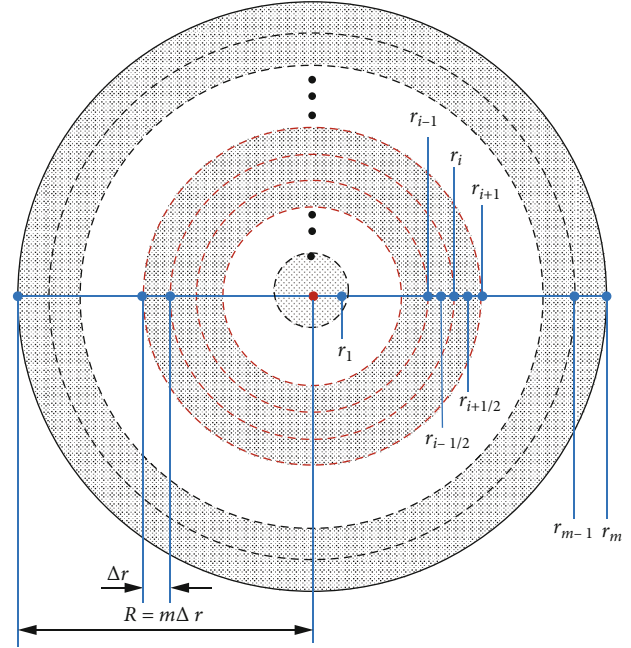 r_{i–1}
r_i
r_{i+1}
r_1
r_{i+1/2}
r_{i– 1/2}
r_{m– 1} r_m
Δr
R = mΔ r